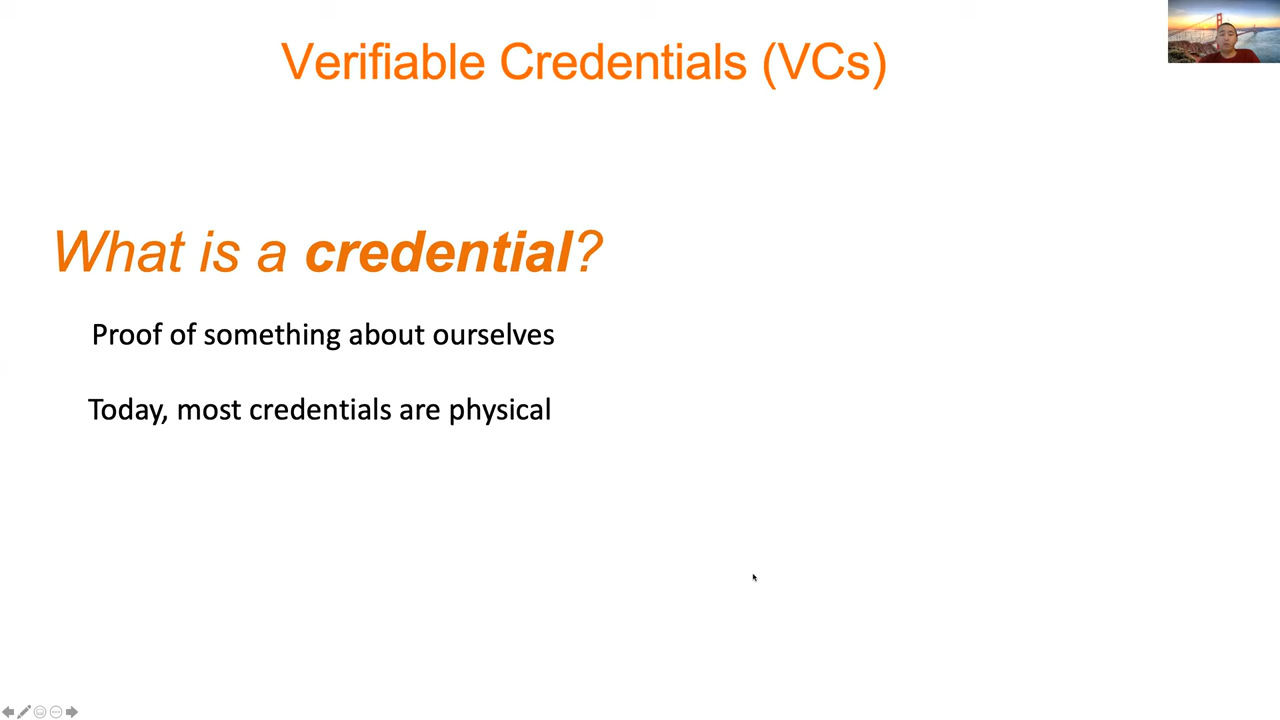 Verifiable Credentials (VCs)
What is a credential?
Proof of something about ourselves
Today, most credentials are physical